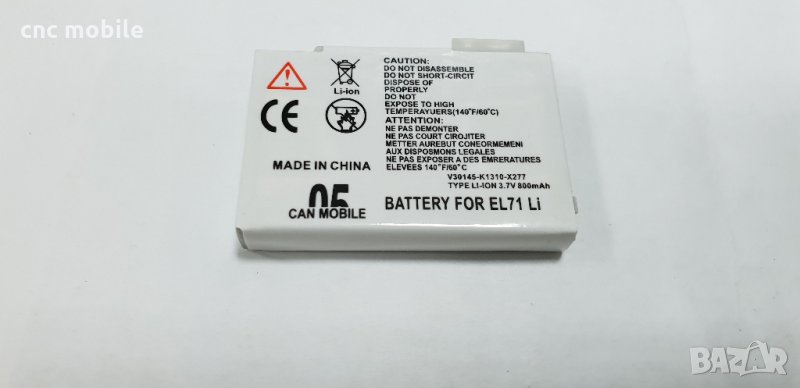 cnc mobile
Li-ion
CAUTION:
DO NOT DISASSEMBLE
DO NOT SHORT-CIRCIT
DISPOSE OF
PROPERLY
DO NOT
EXPOSE TO HIGH
TEMPERAYUERS(140°F/60°C)
ATTENTION:
NE PAS DEMONTER
NE PAS COURT CIROJITER
METTER AUREBUT CONEORMEMENI
AUX DISPOSMONS LEGALES
NE PAS EXPOSER A DES EXPEMBERT
ELEVEES 140°F/60°C
V30145-K1310-X277
TYPE LI-ION 3.7V 800mAh
CE
MADE IN CHINA
05
CAN MOBILE
BATTERY FOR EL71 Li
BAZAR